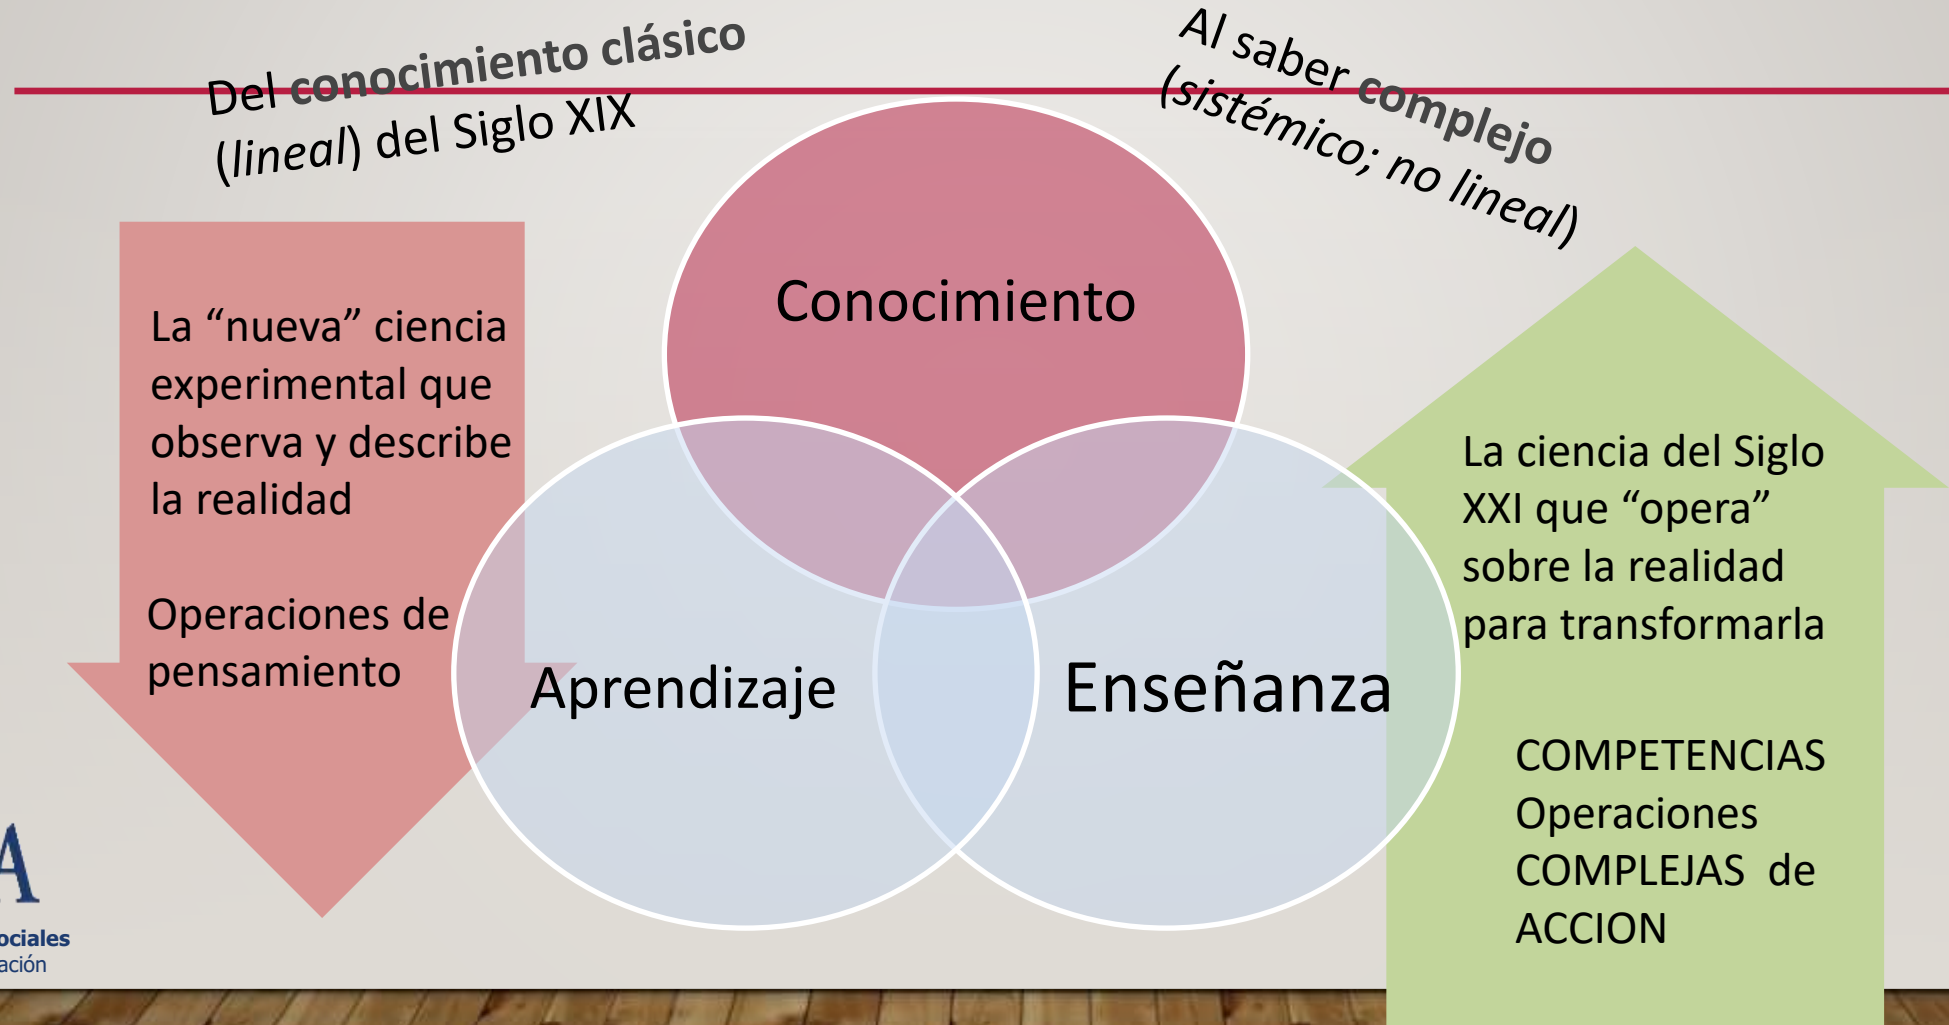 Del conocimiento clásico
(lineal) del Siglo XIX
Al saber complejo
(sistémico; no lineal)
Conocimiento
La “nueva” ciencia
experimental que
observa y describe
la realidad
Operaciones de
pensamiento
Aprendizaje
Enseñanza
La ciencia del Siglo
XXI que “opera”
sobre la realidad
para transformarla
COMPETENCIAS
Operaciones
COMPLEJAS de
ACCION
A
ociales
ación